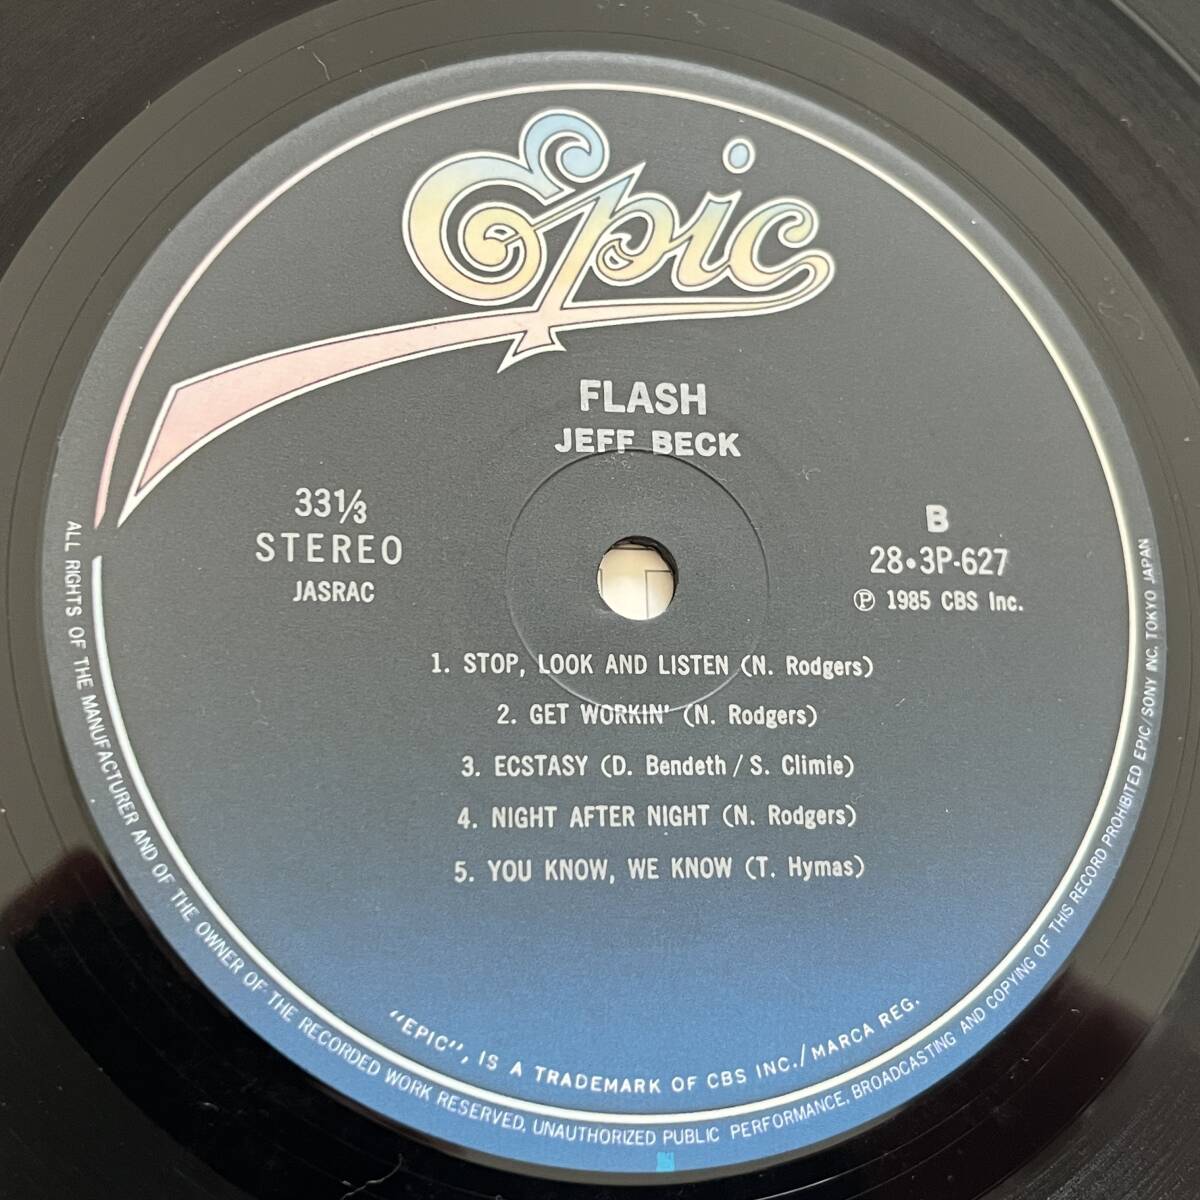 Epic
FLASH
JEFF BECK
33⅓
STEREO
JASRAC
B
28•3P-627
Ⓟ 1985 CBS Inc.
1. STOP, LOOK AND LISTEN (N. Rodgers)
2. GET WORKIN' (N. Rodgers)
3. ECSTASY (D. Bendeth / S. Climie)
4. NIGHT AFTER NIGHT (N. Rodgers)
5. YOU KNOW, WE KNOW (T. Hymas)
"EPIC", IS A TRADEMARK OF CBS INC./MARCA REG.
ALL RIGHTS OF THE MANUFACTURER AND OF THE OWNER OF THE RECORDED WORK RESERVED. UNAUTHORIZED PUBLIC PERFORMANCE, BROADCASTING AND COPYING OF THIS RECORD PROHIBITED EPIC/SONY INC. TOKYO JAPAN